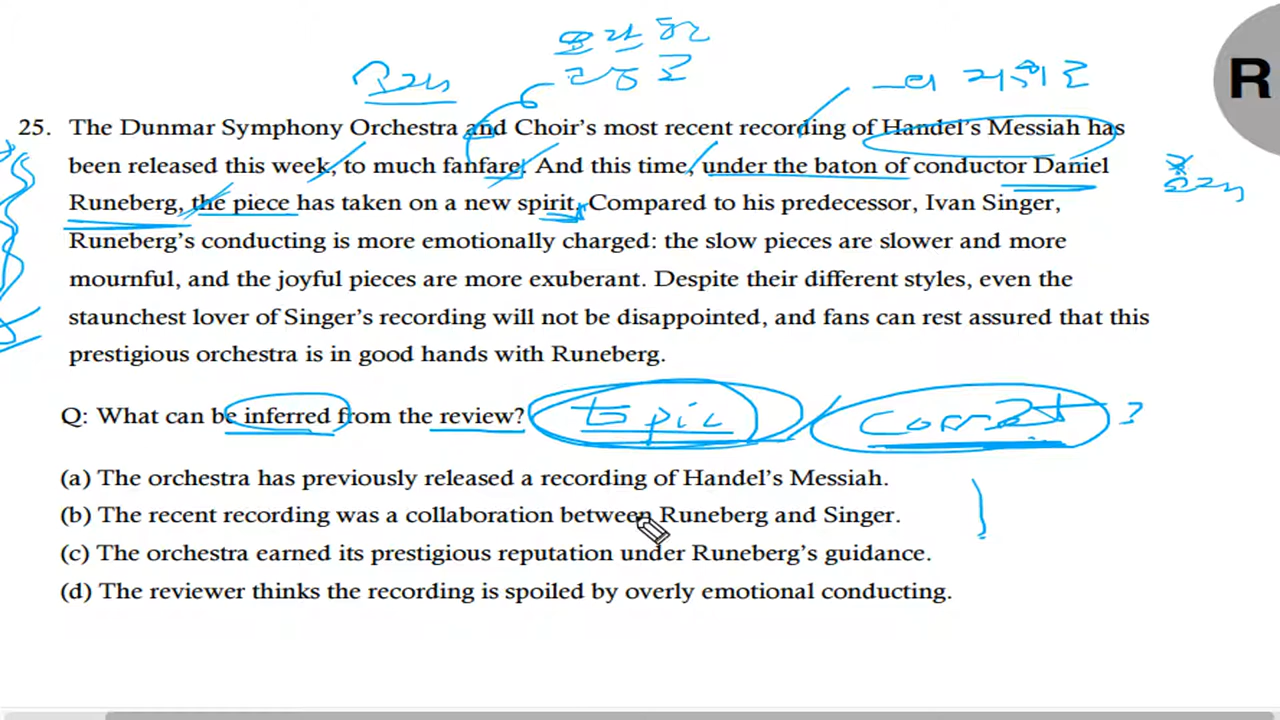 요란한
R
25. The Dunmar Symphony Orchestra and Choir's most recent recording of Handel's Messiah has
been released this week, to much fanfare. And this time, under the baton of conductor Daniel
Runeberg, the piece has taken on a new spirit. Compared to his predecessor, Ivan Singer,
Runeberg's conducting is more emotionally charged: the slow pieces are slower and more
mournful, and the joyful pieces are more exuberant. Despite their different styles, even the
staunchest lover of Singer's recording will not be disappointed, and fans can rest assured that this
prestigious orchestra is in good hands with Runeberg.
Q: What can be inferred from the review? topic correct ?
(a) The orchestra has previously released a recording of Handel's Messiah.
(b) The recent recording was a collaboration between Runeberg and Singer.
(c) The orchestra earned its prestigious reputation under Runeberg's guidance.
(d) The reviewer thinks the recording is spoiled by overly emotional conducting.